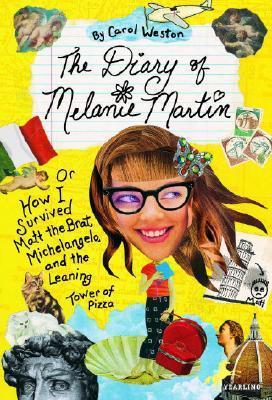 By Carol Weston
The Diary of
Melanie Martin
Or
How I
Survived
Matt the Brat,
Michelangelo,
and the
Leaning
Tower of
Pizza
Matt
YEARLING